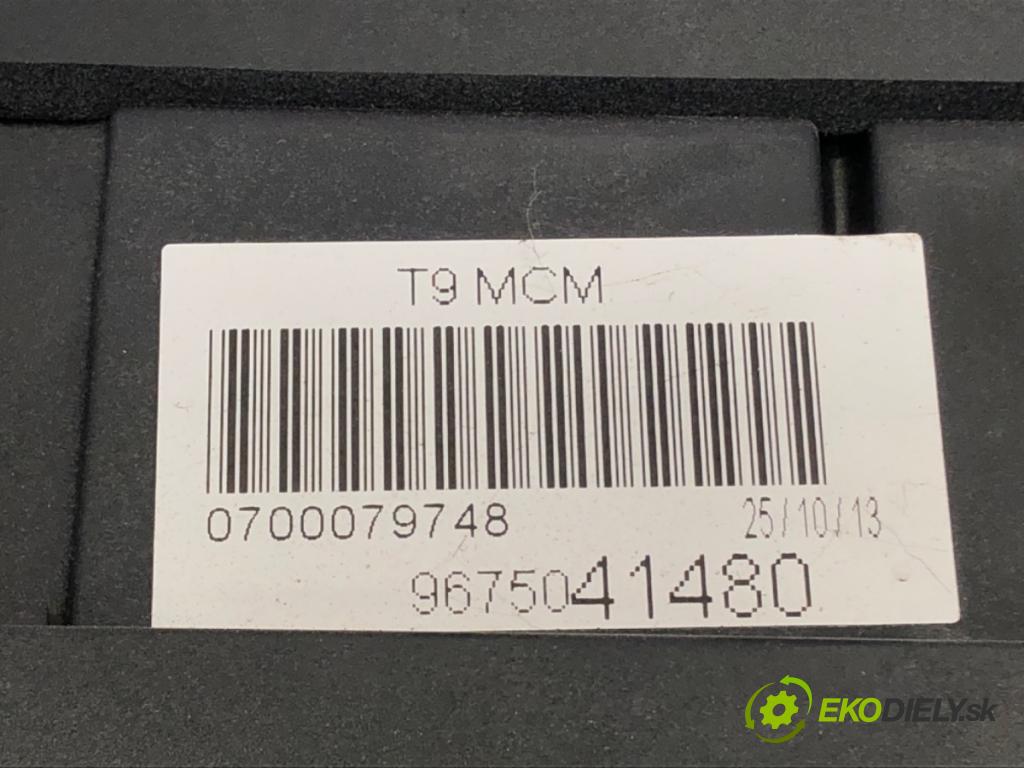 T9 MCM
0700079748 25/10/13
9675041480
EKODIELY.sk